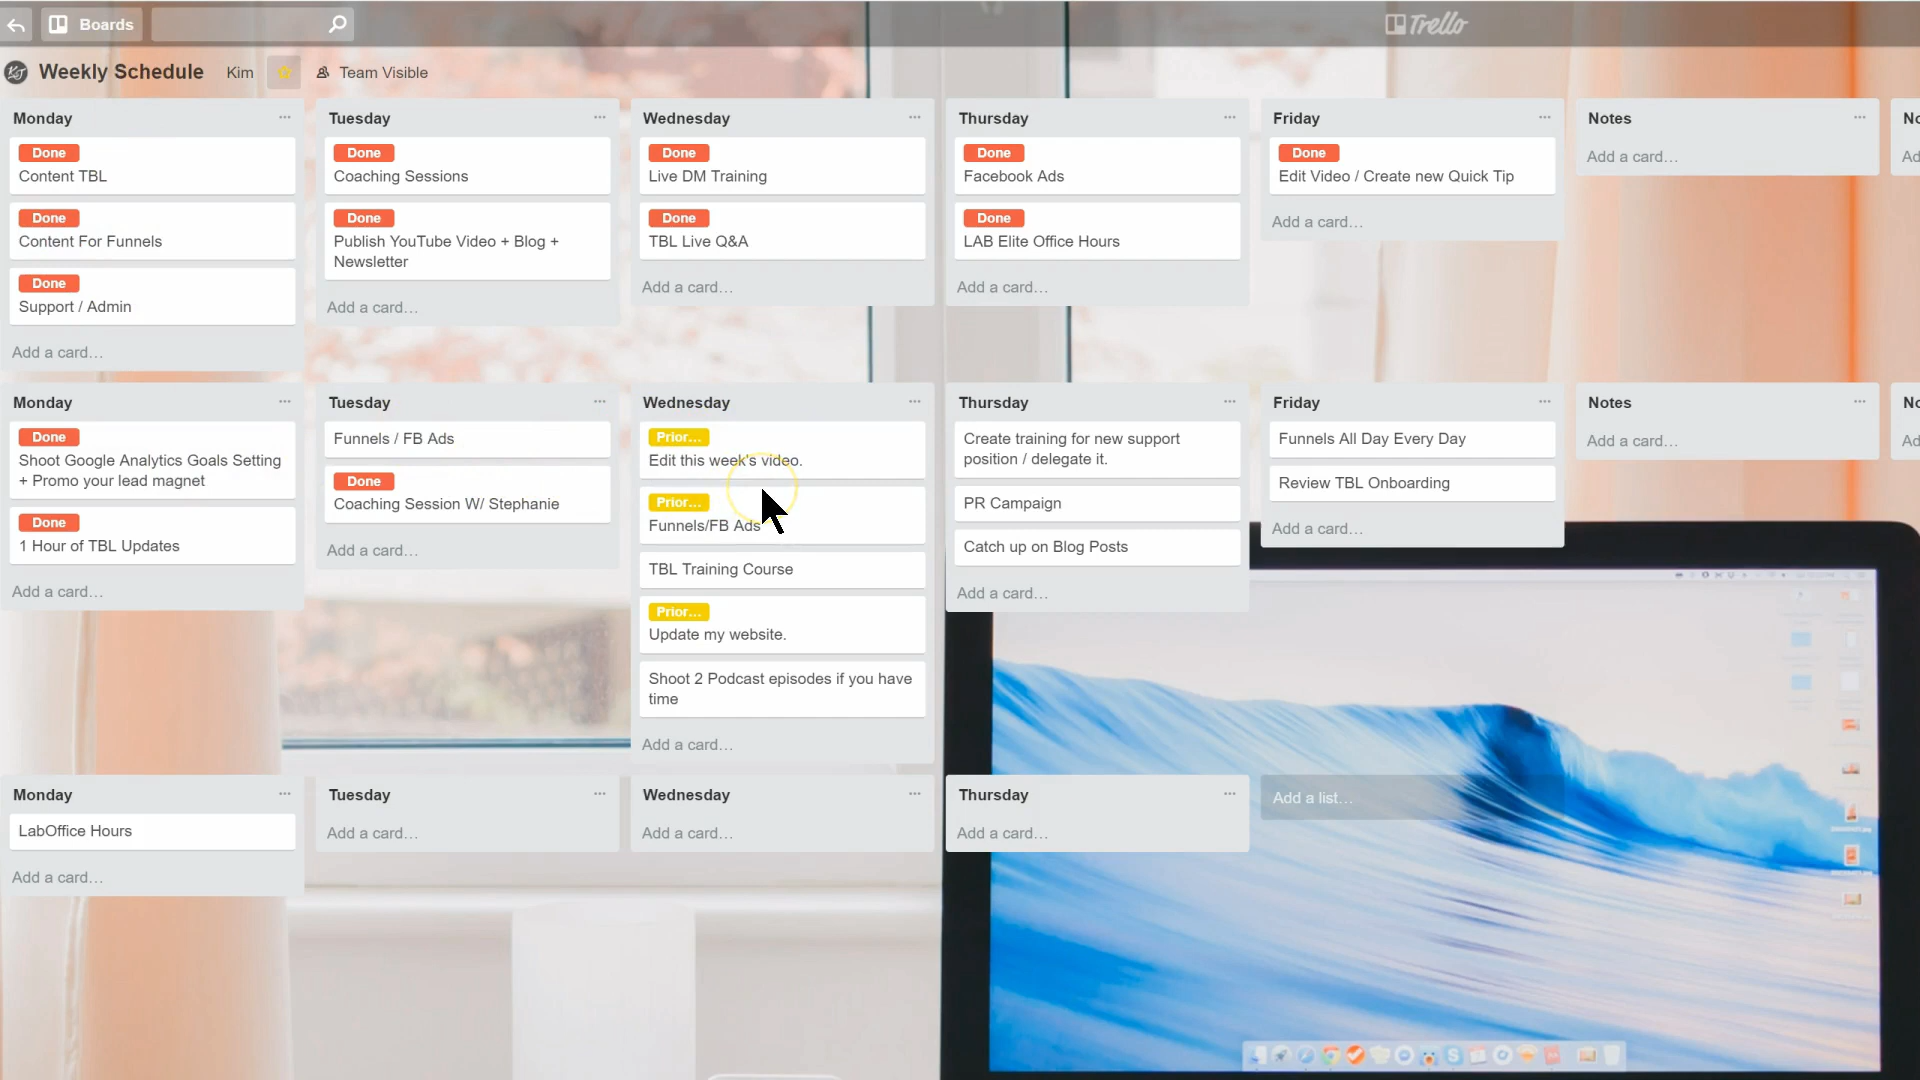 Boards
Trello
Weekly Schedule Kim Team Visible
Monday
Done
Content TBL
Done
Content For Funnels
Done
Support / Admin
Add a card…
Tuesday
Done
Coaching Sessions
Done
Publish YouTube Video + Blog +
Newsletter
Add a card…
Wednesday
Done
Live DM Training
Done
TBL Live Q&A
Add a card…
Thursday
Done
Facebook Ads
Done
LAB Elite Office Hours
Add a card…
Friday
Done
Edit Video / Create new Quick Tip
Add a card…
Notes
Add a card…
Monday
Done
Shoot Google Analytics Goals Setting
+ Promo your lead magnet
Done
1 Hour of TBL Updates
Add a card…
Tuesday
Funnels / FB Ads
Done
Coaching Session W/ Stephanie
Add a card…
Wednesday
Prior…
Edit this week's video.
Prior…
Funnels/FB Ads
TBL Training Course
Prior…
Update my website.
Shoot 2 Podcast episodes if you have
time
Add a card…
Thursday
Create training for new support
position / delegate it.
PR Campaign
Catch up on Blog Posts
Add a card…
Friday
Funnels All Day Every Day
Review TBL Onboarding
Add a card…
Notes
Add a card…
Monday
LabOffice Hours
Add a card…
Tuesday
Add a card…
Wednesday
Add a card…
Thursday
Add a card…
Add a list…